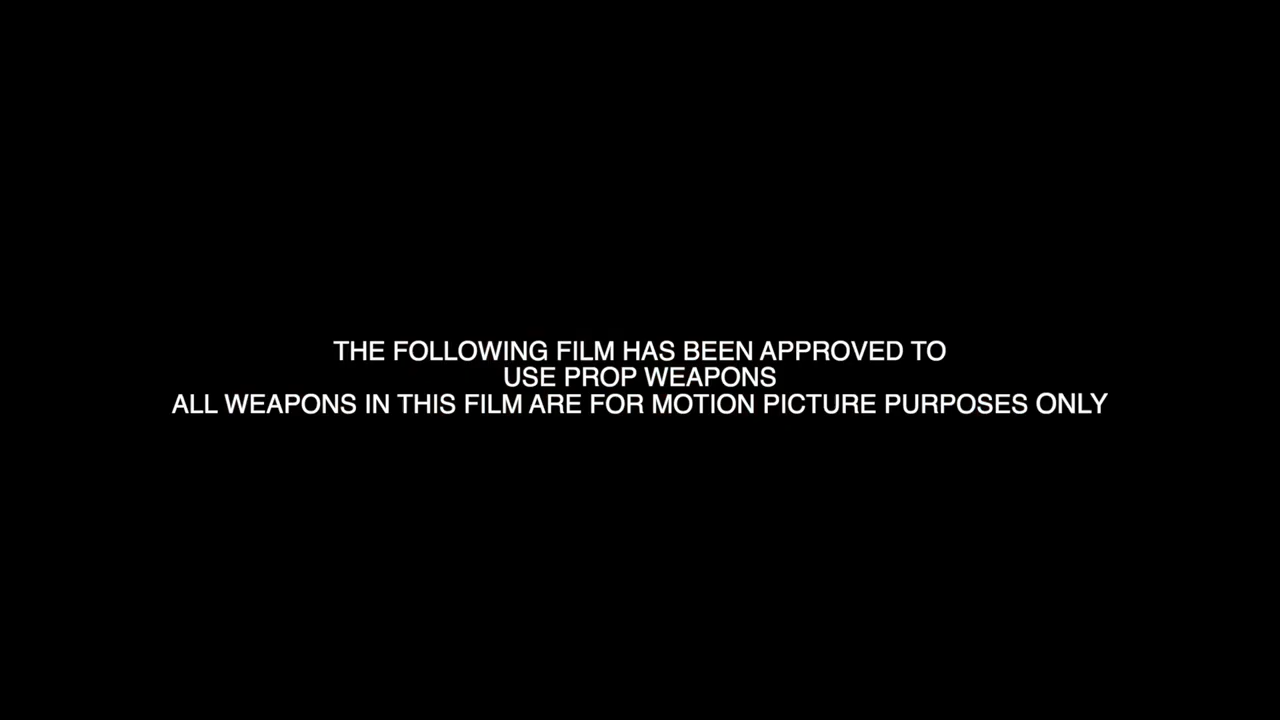 THE FOLLOWING FILM HAS BEEN APPROVED TO
USE PROP WEAPONS
ALL WEAPONS IN THIS FILM ARE FOR MOTION PICTURE PURPOSES ONLY